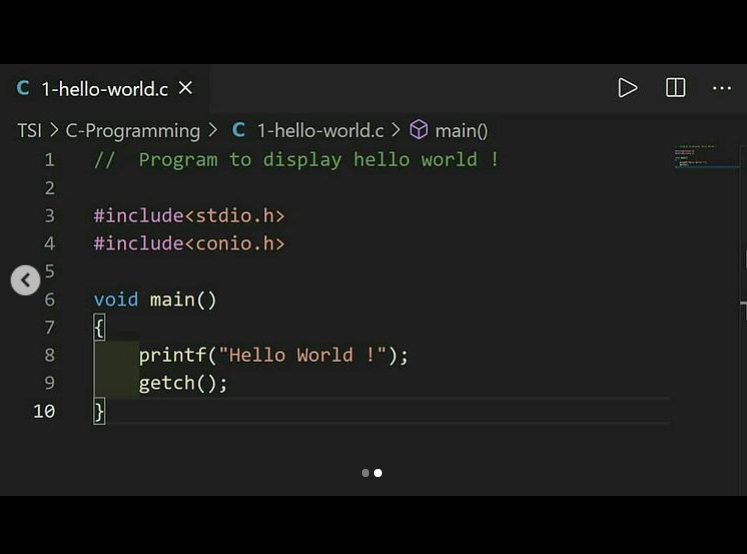 C 1-hello-world.c
TSI > C-Programming > C 1-hello-world.c > main()
1 // Program to display hello world !
2
3 #include<stdio.h>
4 #include<conio.h>
5
6 void main()
7 {
8 printf("Hello World !");
9 getch();
10 }